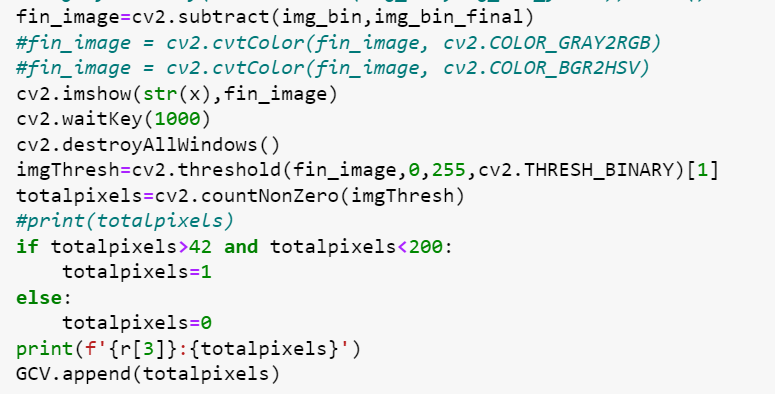 fin_image=cv2.subtract(img_bin,img_bin_final)
#fin_image = cv2.cvtColor(fin_image, cv2.COLOR_GRAY2RGB)
#fin_image = cv2.cvtColor(fin_image, cv2.COLOR_BGR2HSV)
cv2.imshow(str(x),fin_image)
cv2.waitKey(1000)
cv2.destroyAllWindows()
imgThresh=cv2.threshold(fin_image,0,255,cv2.THRESH_BINARY)[1]
totalpixels=cv2.countNonZero(imgThresh)
#print(totalpixels)
if totalpixels>42 and totalpixels<200:
    totalpixels=1
else:
    totalpixels=0
print(f'{r[3]}:{totalpixels}')
GCV.append(totalpixels)